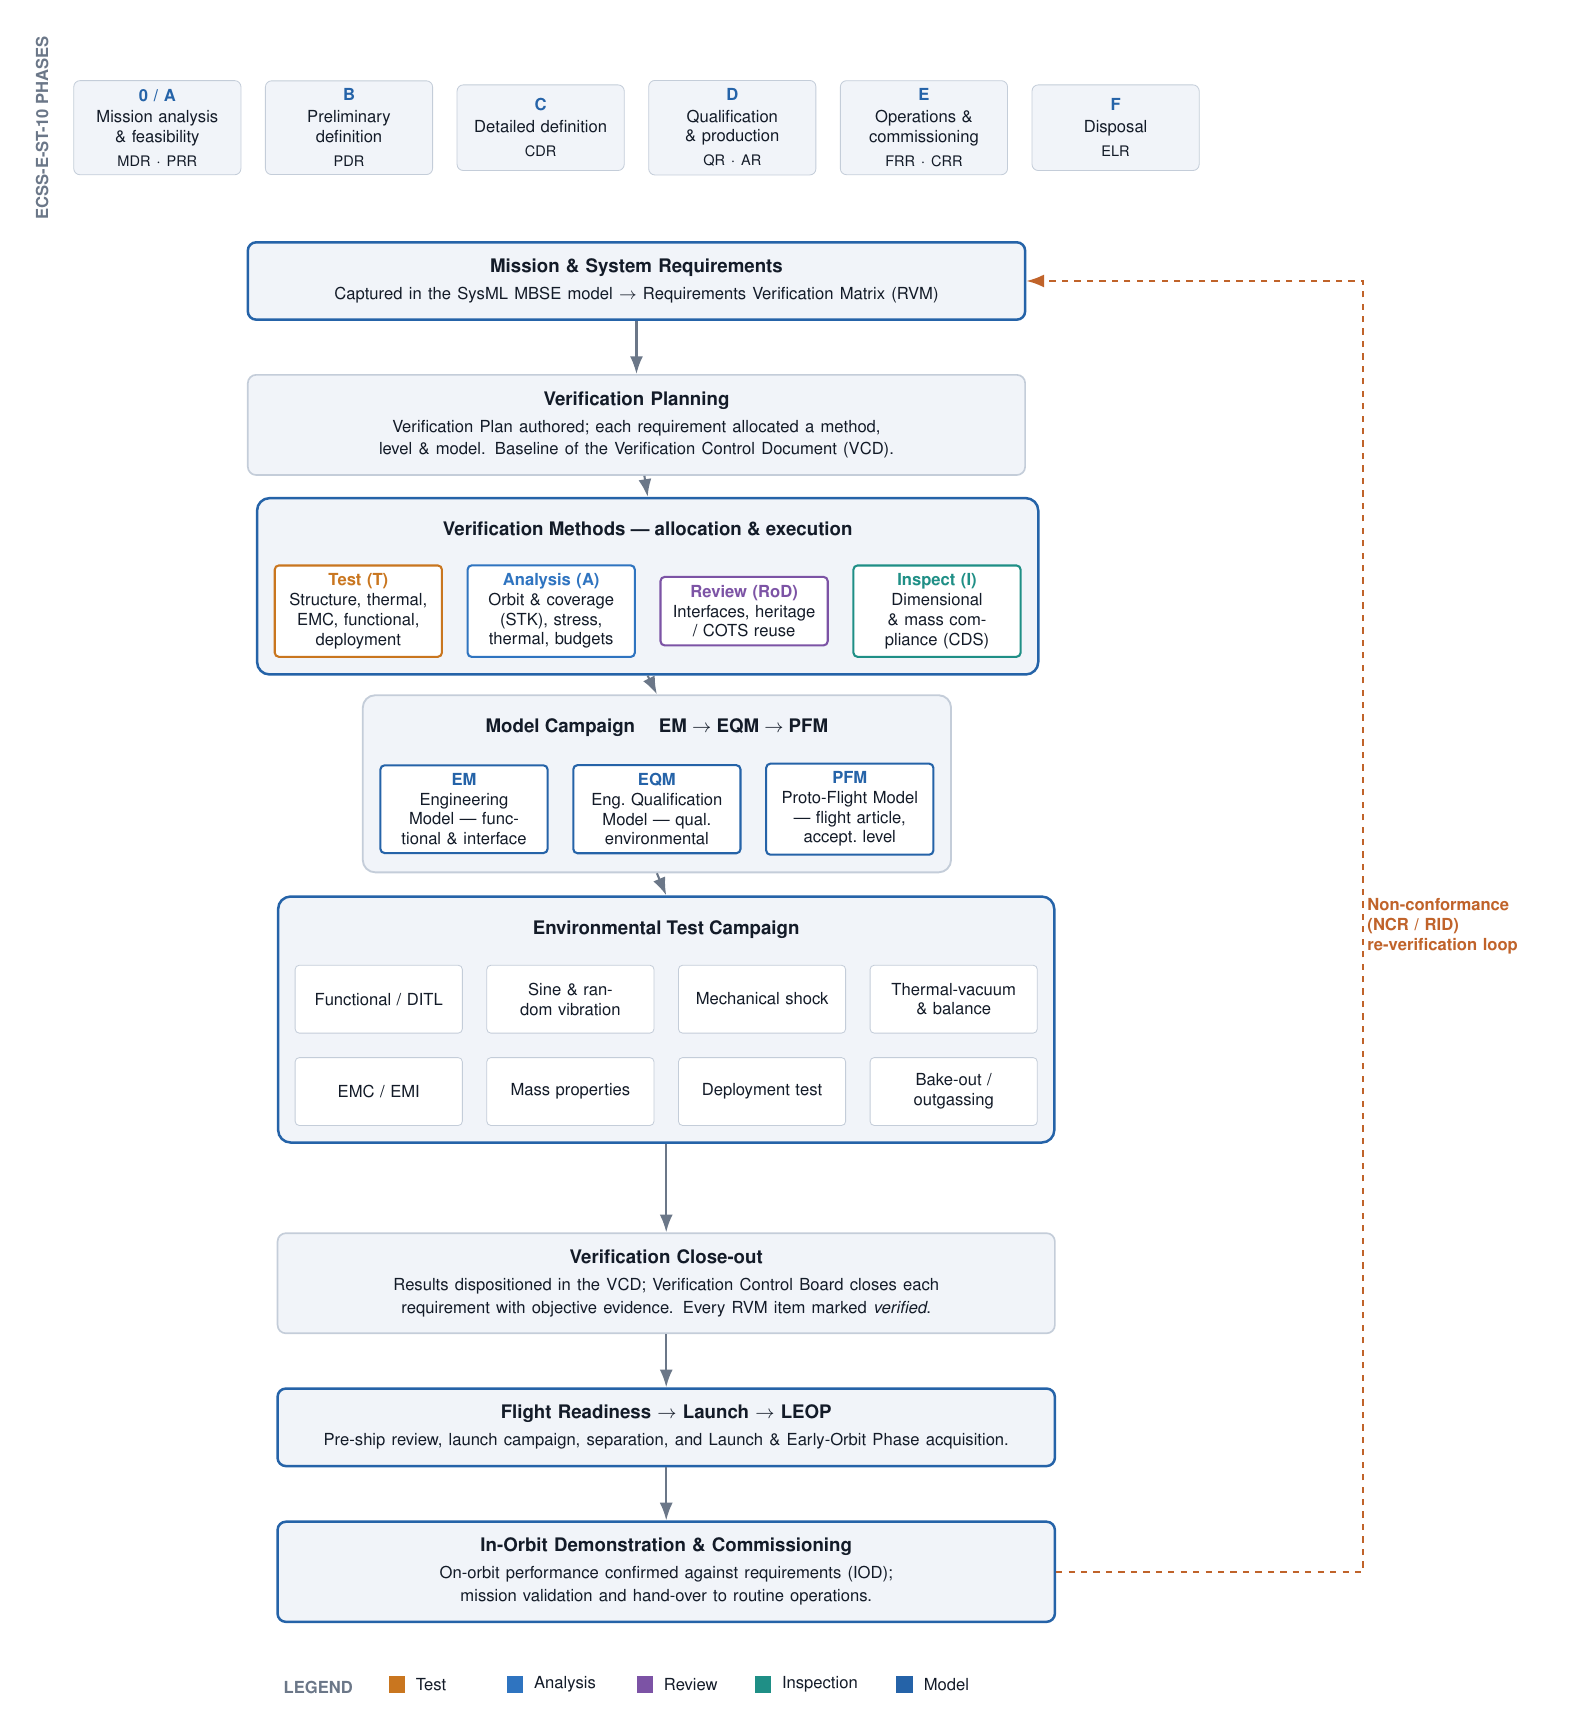 ECSS-E-ST-10 PHASES
0 / A
Mission analysis
& feasibility
MDR · PRR
B
Preliminary
definition
PDR
C
Detailed definition
CDR
D
Qualification
& production
QR · AR
E
Operations &
commissioning
FRR · CRR
F
Disposal
ELR
Mission & System Requirements
Captured in the SysML MBSE model → Requirements Verification Matrix (RVM)
Verification Planning
Verification Plan authored; each requirement allocated a method,
level & model. Baseline of the Verification Control Document (VCD).
Verification Methods — allocation & execution
Test (T)
Structure, thermal,
EMC, functional,
deployment
Analysis (A)
Orbit & coverage
(STK), stress,
thermal, budgets
Review (RoD)
Interfaces, heritage
/ COTS reuse
Inspect (I)
Dimensional
& mass com-
pliance (CDS)
Model Campaign EM → EQM → PFM
EM
Engineering
Model — func-
tional & interface
EQM
Eng. Qualification
Model — qual.
environmental
PFM
Proto-Flight Model
— flight article,
accept. level
Environmental Test Campaign
Functional / DITL
Sine & ran-
dom vibration
Mechanical shock
Thermal-vacuum
& balance
EMC / EMI
Mass properties
Deployment test
Bake-out /
outgassing
Non-conformance
(NCR / RID)
re-verification loop
Verification Close-out
Results dispositioned in the VCD; Verification Control Board closes each
requirement with objective evidence. Every RVM item marked verified.
Flight Readiness → Launch → LEOP
Pre-ship review, launch campaign, separation, and Launch & Early-Orbit Phase acquisition.
In-Orbit Demonstration & Commissioning
On-orbit performance confirmed against requirements (IOD);
mission validation and hand-over to routine operations.
LEGEND
Test
Analysis
Review
Inspection
Model